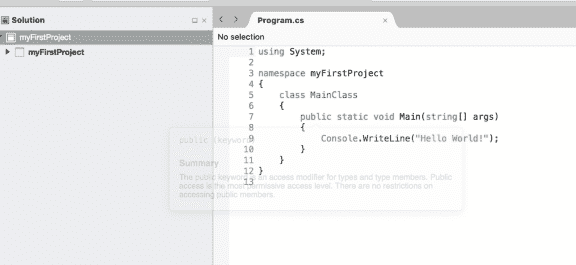 Solution
myFirstProject
myFirstProject
Program.cs
No selection
1 using System;
2
3 namespace myFirstProject
4 {
5 class MainClass
6 {
7 public static void Main(string[] args)
8 {
9 Console.WriteLine("Hello World!");
10 }
11 }
12 }
13
public (keyword)
Summary
The public keyword is an access modifier for types and type members. Public
access is the most permissive access level. There are no restrictions on
accessing public members.